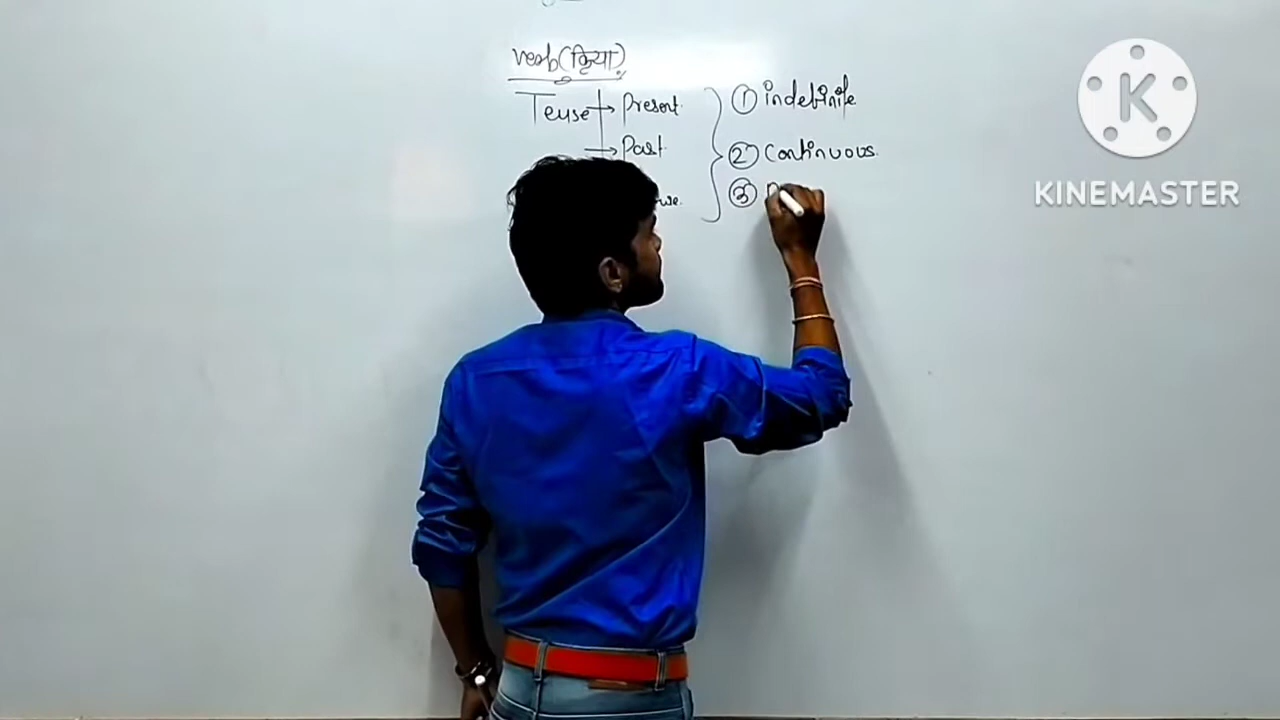 verb (क्रिया)
Tense → Present
→ Past
① indefinite
② Continuous
③
K
KINEMASTER